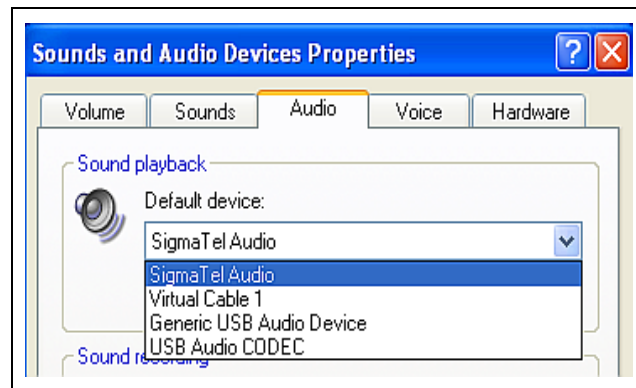 Sounds and Audio Devices Properties
Volume Sounds Audio Voice Hardware
Sound playback
Default device:
SigmaTel Audio
SigmaTel Audio
Virtual Cable 1
Generic USB Audio Device
USB Audio CODEC
Sound